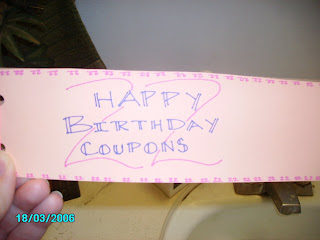 22
HAPPY
BIRTHDAY
COUPONS
18/03/2006